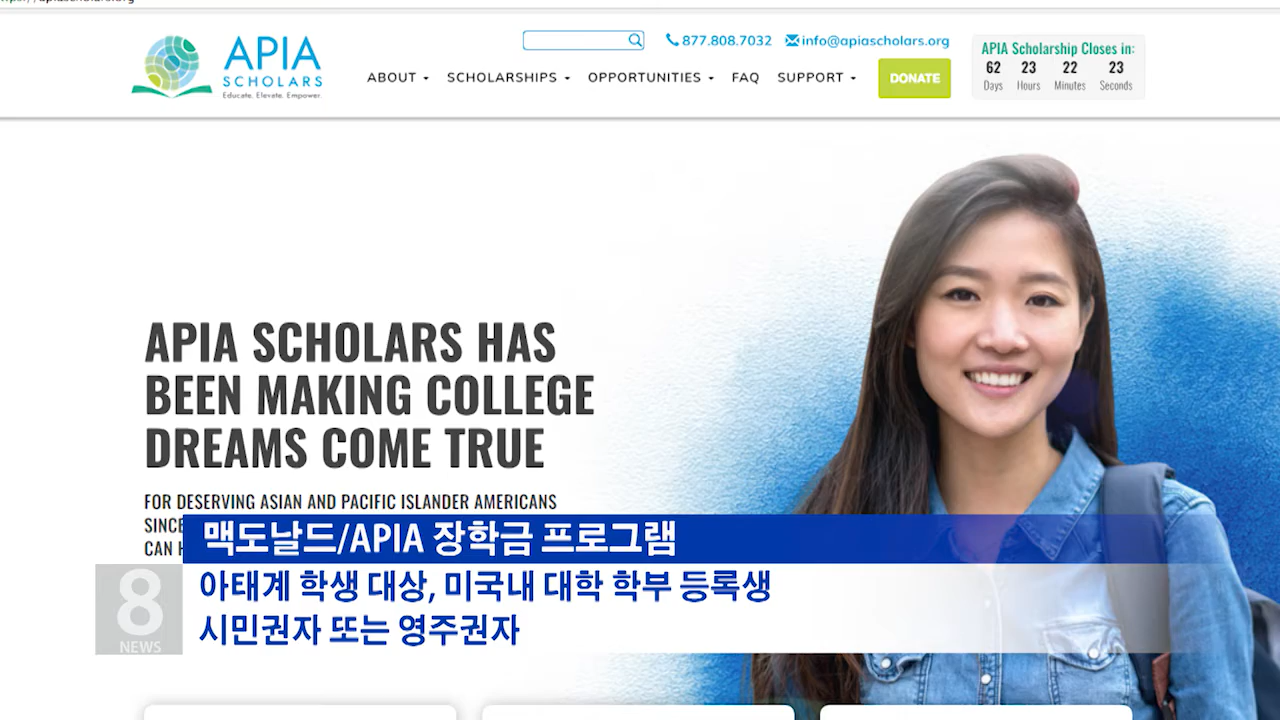 APIA
SCHOLARS
Educate. Elevate. Empower.
877.808.7032
info@apiascholars.org
ABOUT
SCHOLARSHIPS
OPPORTUNITIES
FAQ
SUPPORT
DONATE
APIA Scholarship Closes in:
62 23 22 23
Days Hours Minutes Seconds
APIA SCHOLARS HAS
BEEN MAKING COLLEGE
DREAMS COME TRUE
FOR DESERVING ASIAN AND PACIFIC ISLANDER AMERICANS
SINCE
CAN
맥도날드/APIA 장학금 프로그램
아태계 학생 대상, 미국내 대학 학부 등록생
시민권자 또는 영주권자
8
NEWS